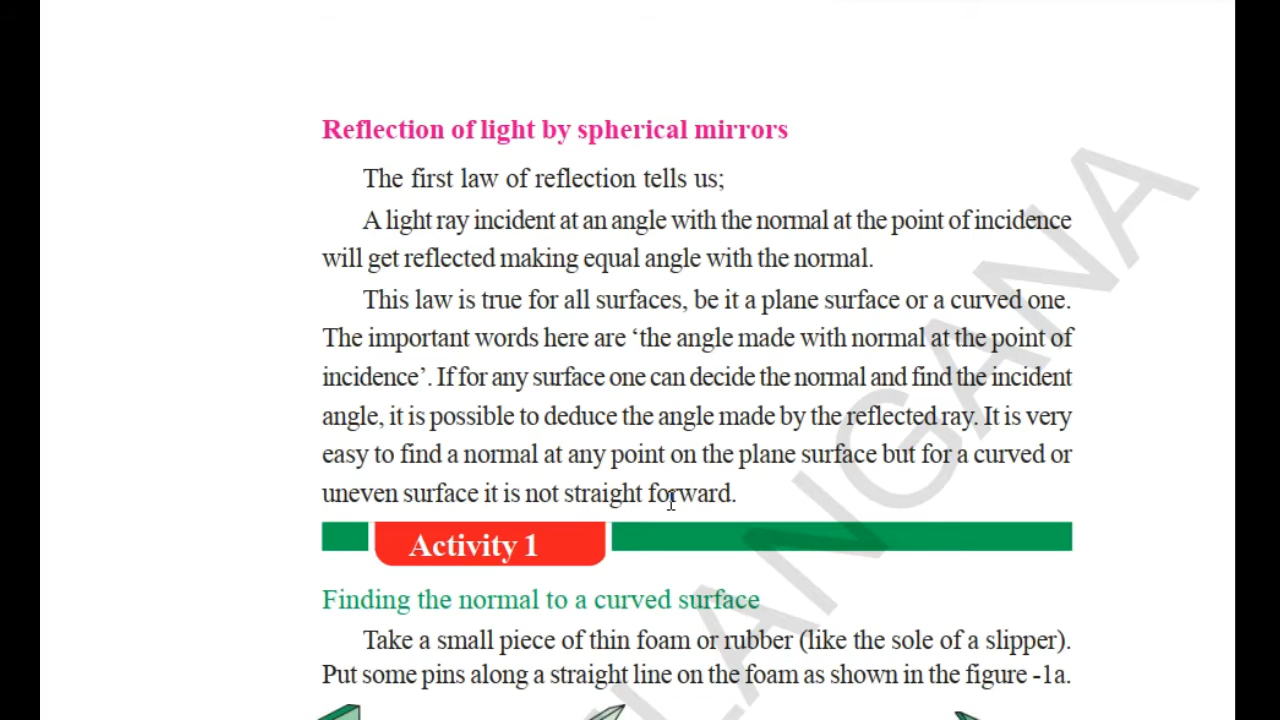 Reflection of light by spherical mirrors
The first law of reflection tells us;
A light ray incident at an angle with the normal at the point of incidence
will get reflected making equal angle with the normal.
This law is true for all surfaces, be it a plane surface or a curved one.
The important words here are ‘the angle made with normal at the point of
incidence’. If for any surface one can decide the normal and find the incident
angle, it is possible to deduce the angle made by the reflected ray. It is very
easy to find a normal at any point on the plane surface but for a curved or
uneven surface it is not straight forward.
Activity 1
Finding the normal to a curved surface
Take a small piece of thin foam or rubber (like the sole of a slipper).
Put some pins along a straight line on the foam as shown in the figure -1a.
LANGANA